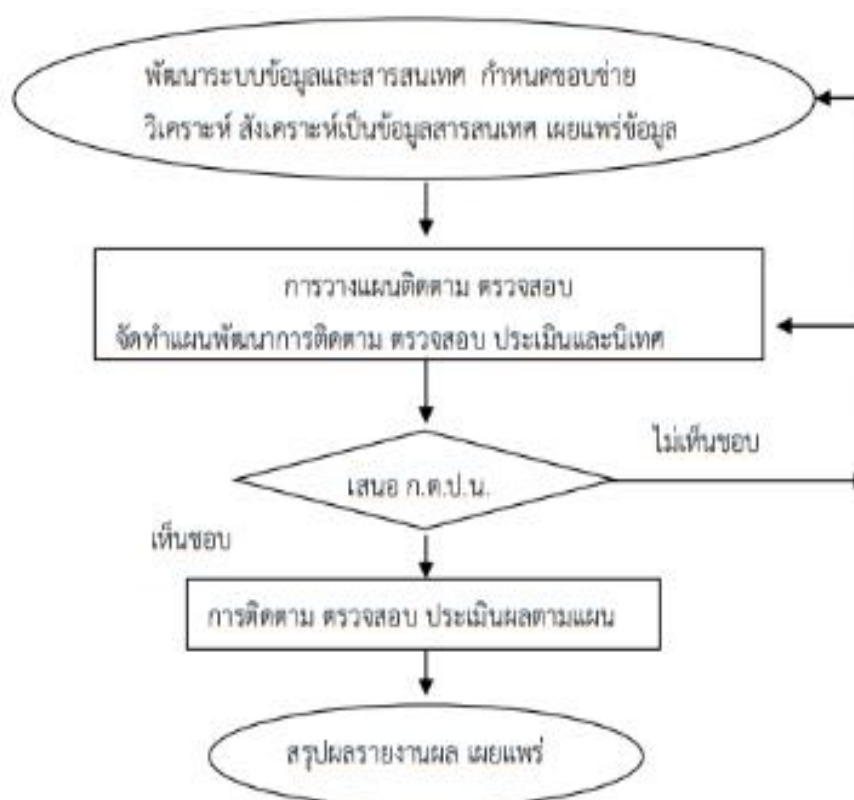 พัฒนาระบบข้อมูลและสารสนเทศ กำหนดขอบข่าย
วิเคราะห์ สังเคราะห์เป็นข้อมูลสารสนเทศ เผยแพร่ข้อมูล
การวางแผนติดตาม ตรวจสอบ
จัดทำแผนพัฒนาการติดตาม ตรวจสอบ ประเมินและนิเทศ
ไม่เห็นชอบ
เสนอ ก.ต.ป.น.
เห็นชอบ
การติดตาม ตรวจสอบ ประเมินผลตามแผน
สรุปผลรายงานผล เผยแพร่